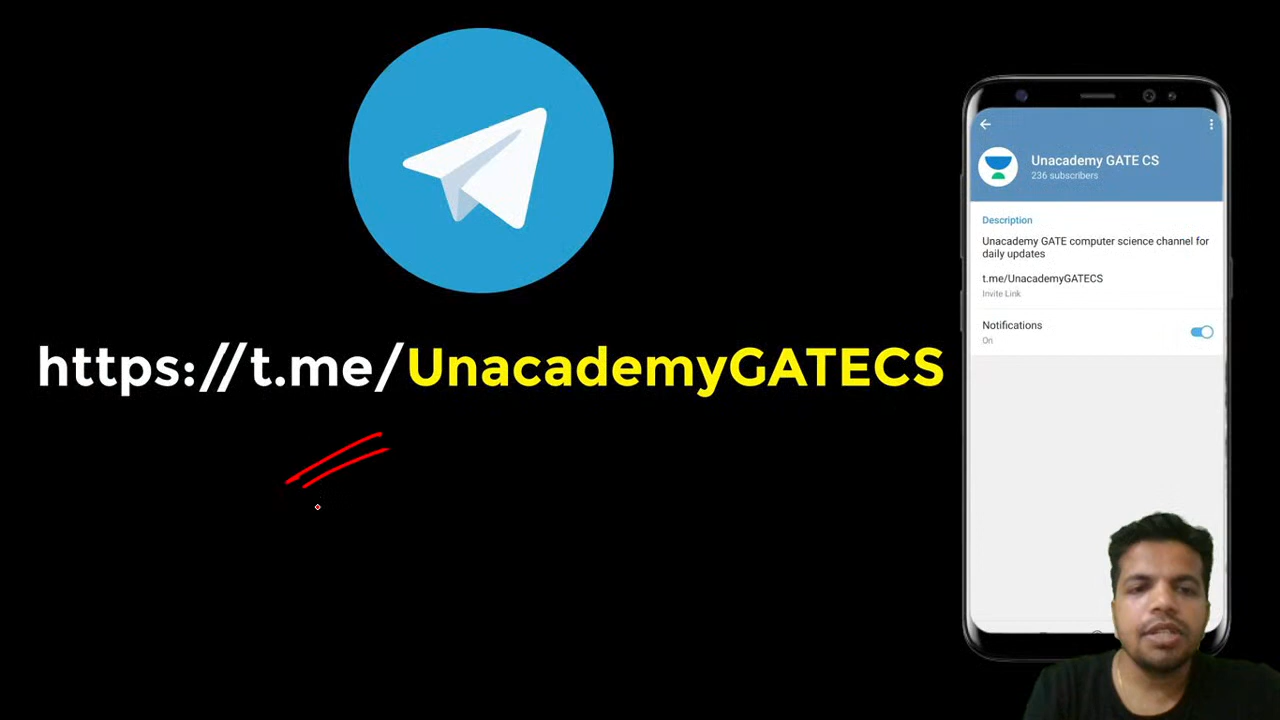 https://t.me/UnacademyGATECS
Unacademy GATE CS
236 subscribers
Description
Unacademy GATE computer science channel for
daily updates
t.me/UnacademyGATECS
Invite Link
Notifications
On